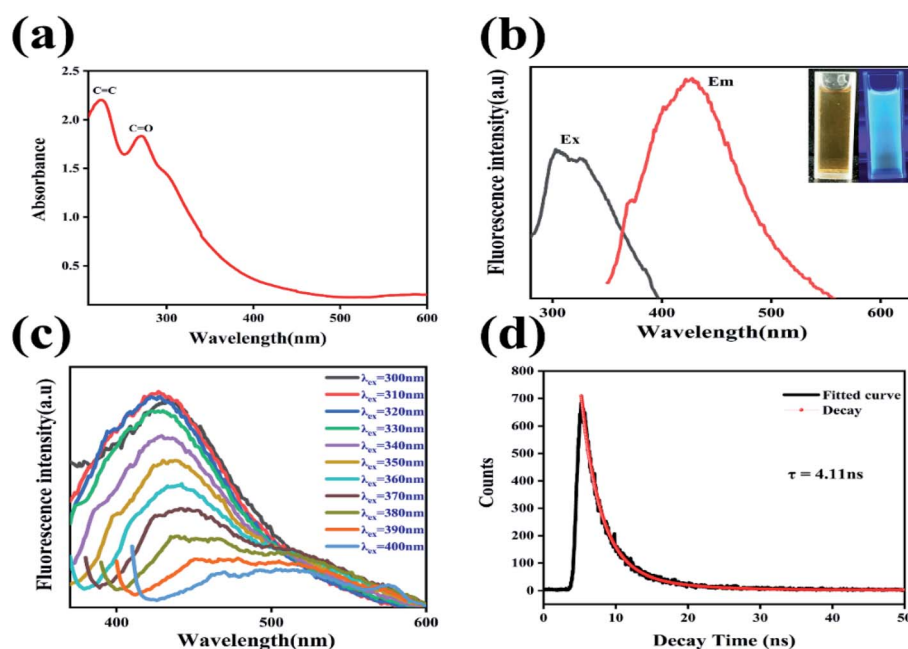 (a)
2.5
2.0
1.5
1.0
0.5
C=C
C=O
Absorbance
300
400
500
600
Wavelength(nm)
(b)
Fluorescence intensity(a.u)
Ex
Em
300
400
500
600
Wavelength(nm)
(c)
Fluorescence intensity(a.u)
λex=300nm
λex=310nm
λex=320nm
λex=330nm
λex=340nm
λex=350nm
λex=360nm
λex=370nm
λex=380nm
λex=390nm
λex=400nm
400
500
600
Wavelength(nm)
(d)
800
700
600
500
400
300
200
100
0
Counts
Fitted curve
Decay
τ = 4.11ns
0
10
20
30
40
50
Decay Time (ns)